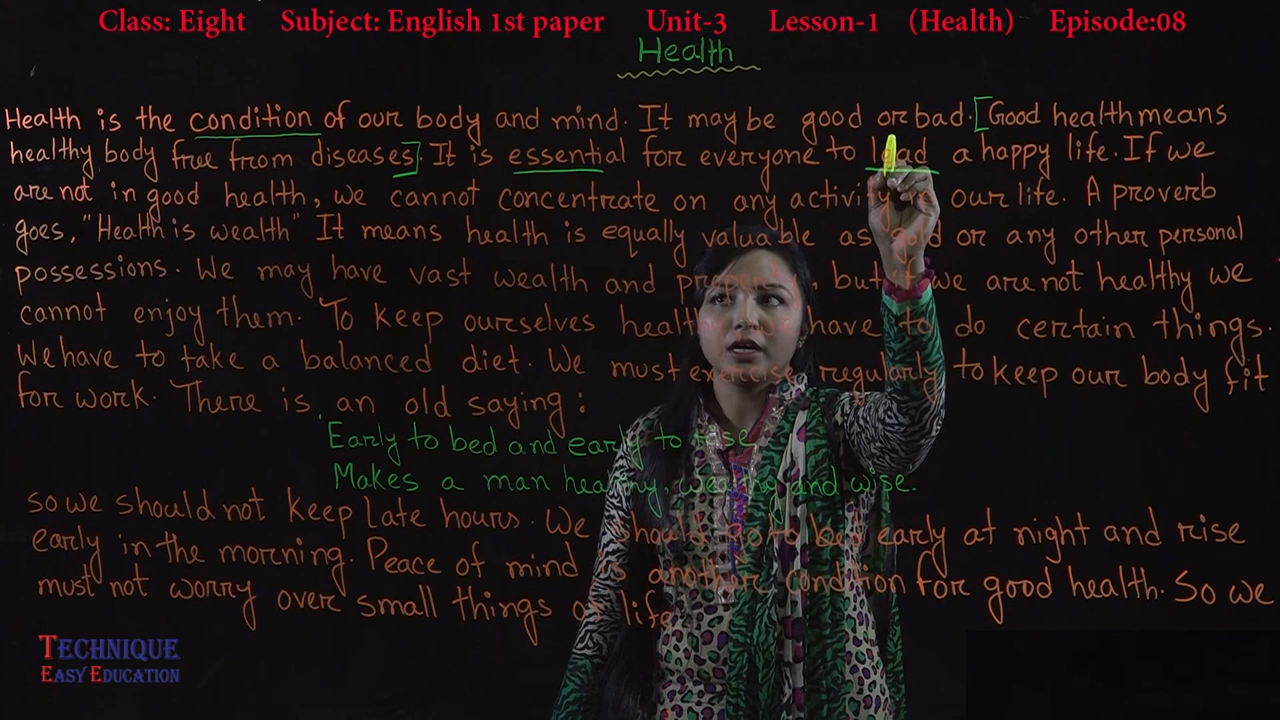 Class: Eight Subject: English 1st paper Unit-3 Lesson-1 (Health) Episode:08
Health
Health is the condition of our body and mind. It may be good or bad. [Good health means
healthy body free from diseases]. It is essential for everyone to lead a happy life. If we
are not in good health, we cannot concentrate on any activity in our life. A proverb
goes, "Health is wealth" It means health is equally valuable as gold or any other personal
possessions. We may have vast wealth and property, but if we are not healthy we
cannot enjoy them. To keep ourselves healthy we have to do certain things.
We have to take a balanced diet. We must exercise regularly to keep our body fit
for work. There is an old saying:
'Early to bed and early to rise
Makes a man healthy, wealthy and wise.
so we should not keep late hours. We should go to bed early at night and rise
early in the morning. Peace of mind is another condition for good health. So we
must not worry over small things of life.
TECHNIQUE
EASY EDUCATION